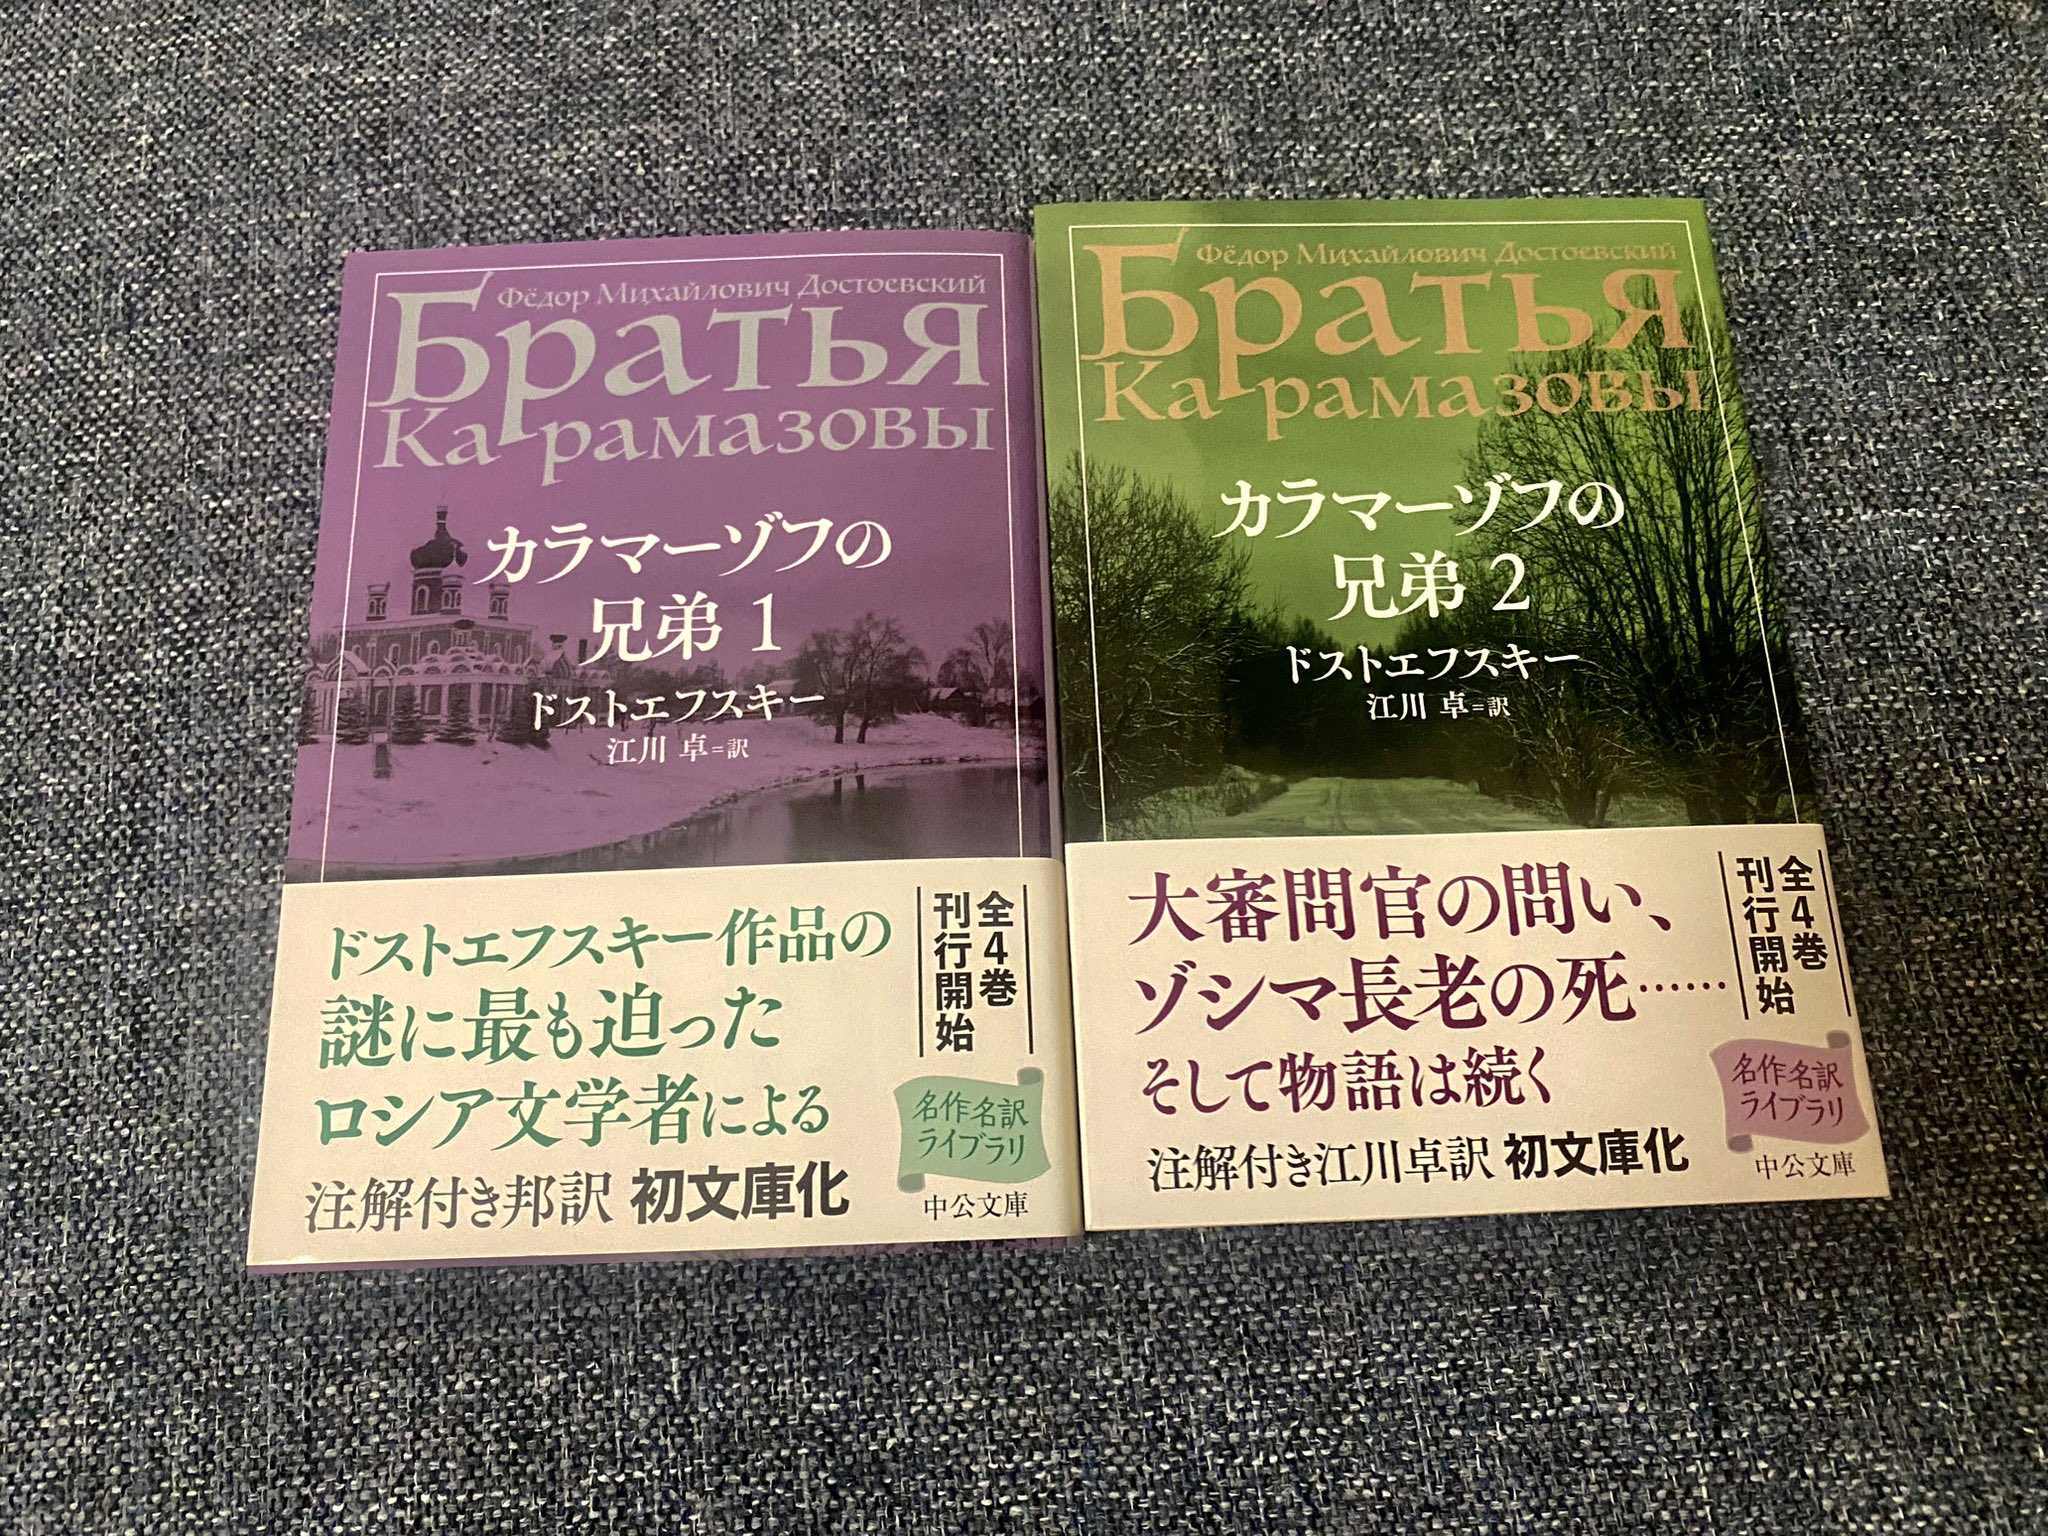 Фёдор Михайлович Достоевский
Братья
Карамазовы
カラマーゾフの
兄弟 1
ドストエフスキー
江川 卓=訳
ドストエフスキー作品の
謎に最も迫った
ロシア文学者による
注解付き邦訳 初文庫化
全4巻
刊行開始
名作名訳
ライブラリ
中公文庫
Фёдор Михайлович Достоевский
Братья
Карамазовы
カラマーゾフの
兄弟 2
ドストエフスキー
江川 卓=訳
大審問官の問い、
ゾシマ長老の死……
そして物語は続く
注解付き江川卓訳 初文庫化
全4巻
刊行開始
名作名訳
ライブラリ
中公文庫